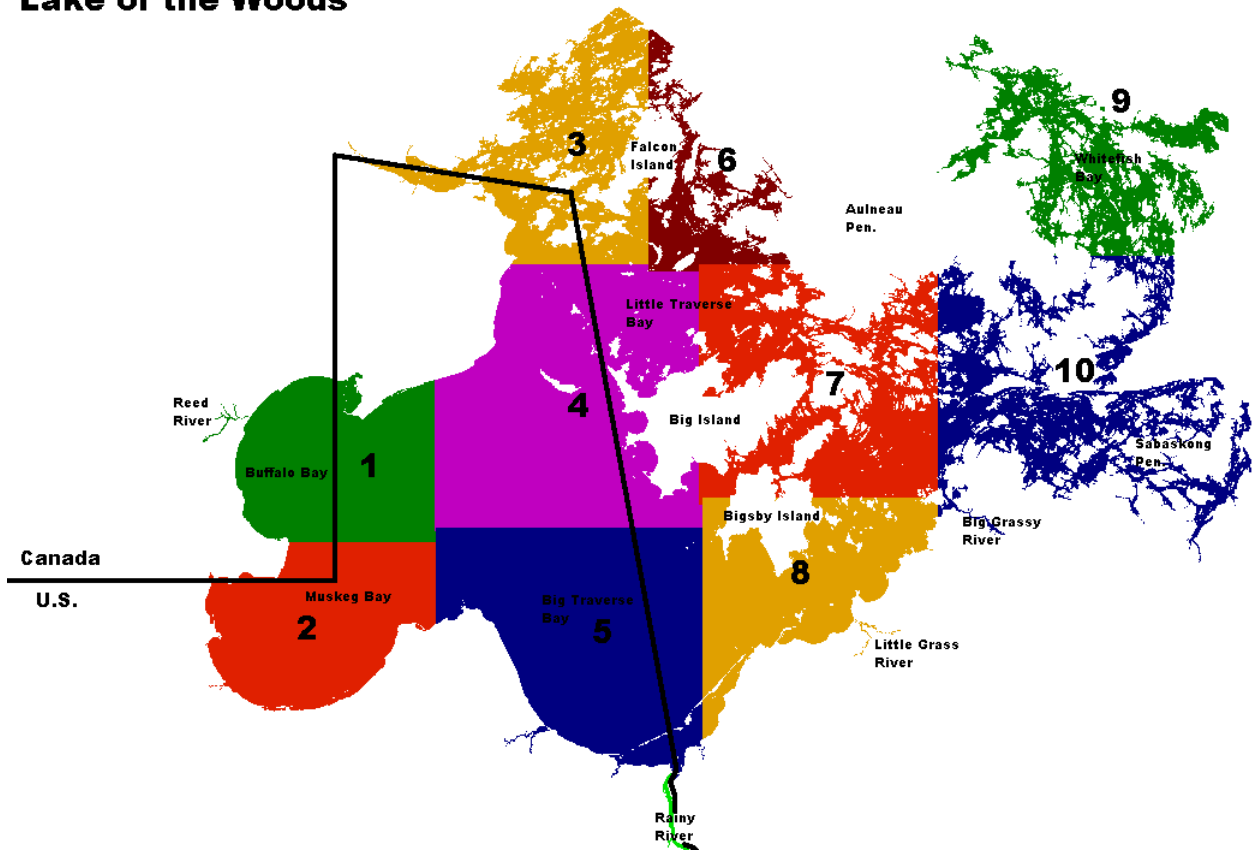 Lake of the Woods
9
3
Falcon
Island
6
Whitefish
Bay
Aulneau
Pen.
Little Traverse
Bay
10
7
Reed
River
4
Big Island
Sabaskong
Pen.
Buffalo Bay
1
Bigsby Island
Big Grassy
River
Canada
8
U.S.
Muskeg Bay
Big Traverse
Bay
2
5
Little Grass
River
Rainy
River